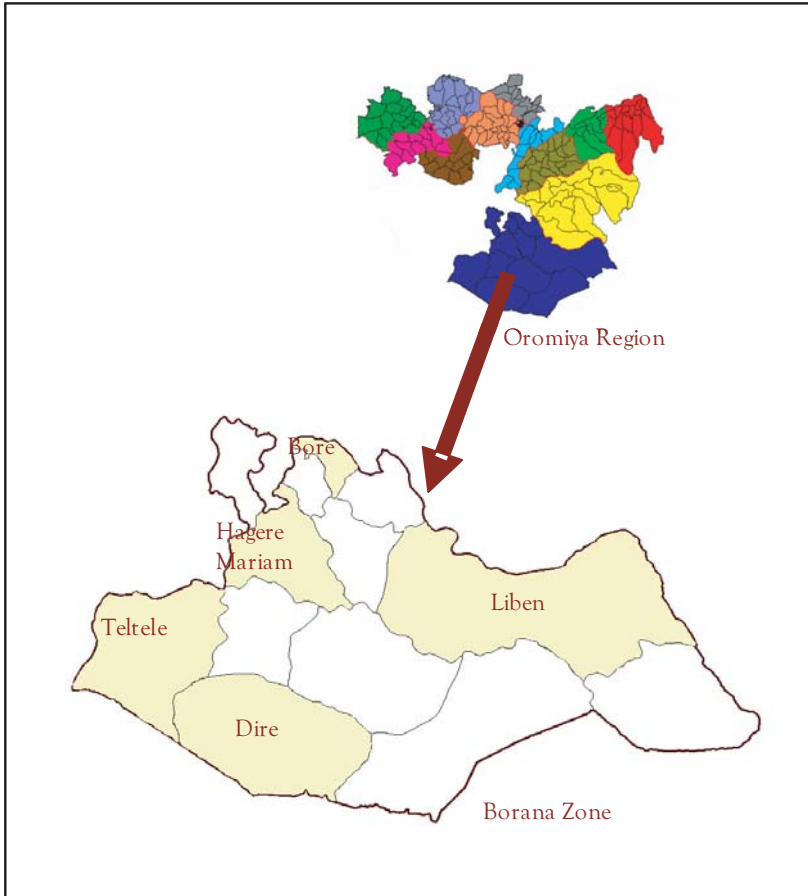 Oromiya Region
Bore
Hagere
Mariam
Liben
Teltele
Dire
Borana Zone